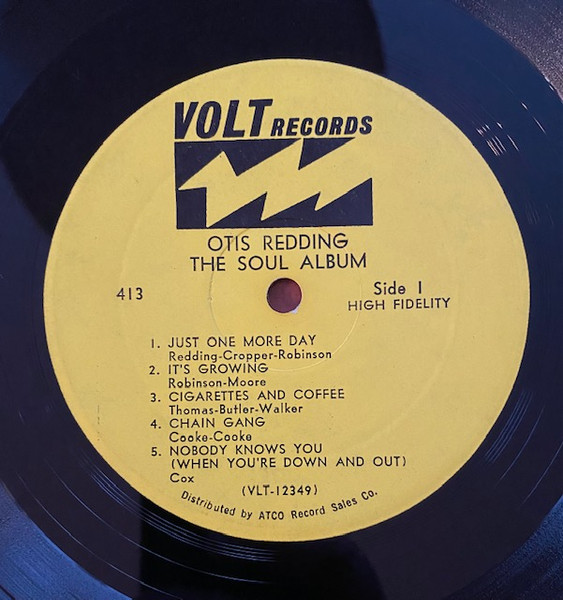 VOLT RECORDS
OTIS REDDING
THE SOUL ALBUM
413
Side 1
HIGH FIDELITY
1. JUST ONE MORE DAY
Redding-Cropper-Robinson
2. IT'S GROWING
Robinson-Moore
3. CIGARETTES AND COFFEE
Thomas-Butler-Walker
4. CHAIN GANG
Cooke-Cooke
5. NOBODY KNOWS YOU
(WHEN YOU'RE DOWN AND OUT)
Cox
(VLT-12349)
Distributed by ATCO Record Sales Co.